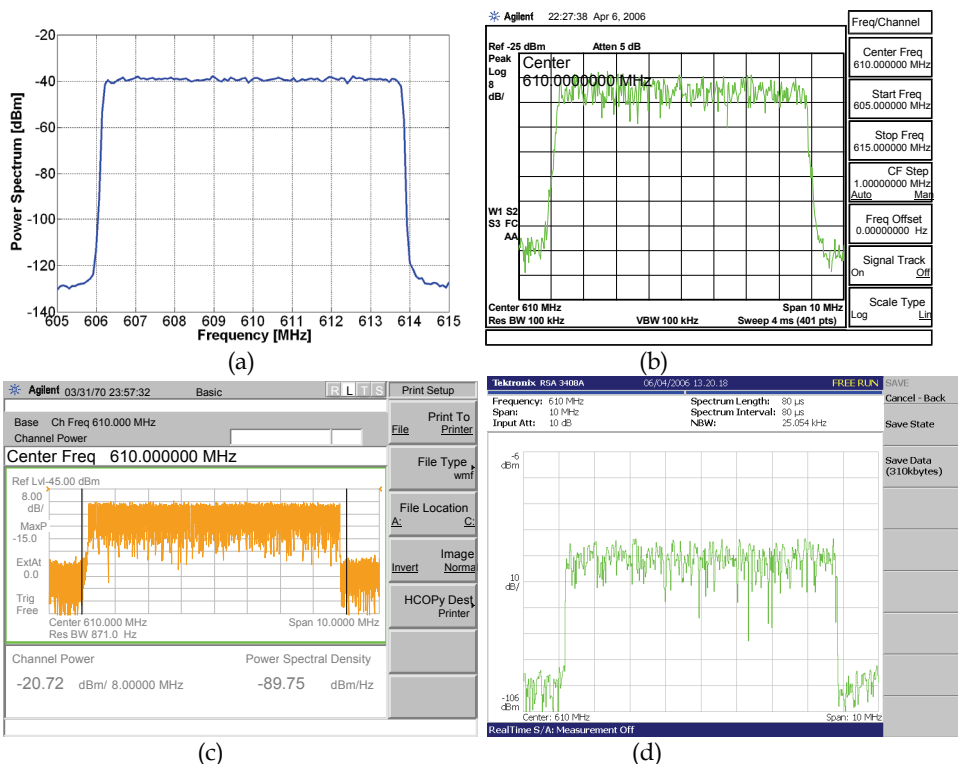 -20
-40
-60
-80
-100
-120
-140
Power Spectrum [dBm]
605 606 607 608 609 610 611 612 613 614 615
Frequency [MHz]
(a)
Agilent 22:27:38 Apr 6, 2006
Ref -25 dBm Atten 5 dB
Peak
Log
8
dB/
Center
610.0000000 MHz
W1 S2
S3 FC
AA
Center 610 MHz Span 10 MHz
Res BW 100 kHz VBW 100 kHz Sweep 4 ms (401 pts)
Freq/Channel
Center Freq
610.000000 MHz
Start Freq
605.000000 MHz
Stop Freq
615.000000 MHz
CF Step
1.00000000 MHz
Auto Man
Freq Offset
0.00000000 Hz
Signal Track
On Off
Scale Type
Log Lin
(b)
Agilent 03/31/70 23:57:32 Basic R L T S
Base Ch Freq 610.000 MHz
Channel Power
Center Freq 610.000000 MHz
Ref Lvl-45.00 dBm
8.00
dB/
MaxP
-15.0
ExtAt
0.0
Trig
Free
Center 610.000 MHz Span 10.0000 MHz
Res BW 871.0 Hz
Channel Power Power Spectral Density
-20.72 dBm/ 8.00000 MHz -89.75 dBm/Hz
Print Setup
Print To
File Printer
File Type
wmf
File Location
A: C:
Image
Invert Norma
HCOPy Dest
Printer
(c)
Tektronix RSA 3408A 06/04/2006 13.20.18 FREE RUN
Frequency: 610 MHz Spectrum Length: 80 µs
Span: 10 MHz Spectrum Interval: 80 µs
Input Att: 10 dB NBW: 25.054 kHz
-6
dBm
10
dB/
-106
dBm
Center: 610 MHz Span: 10 MHz
RealTime S/A: Measurement Off
SAVE
Cancel - Back
Save State
Save Data
(310kbytes)
(d)